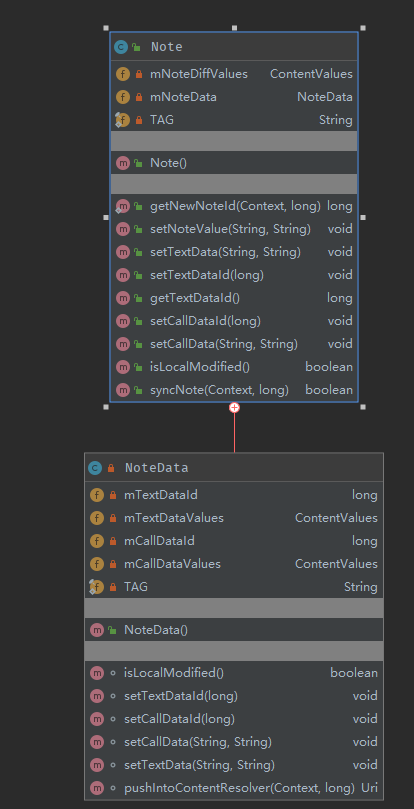 Note
mNoteDiffValues ContentValues
mNoteData NoteData
TAG String
Note()
getNewNoteId(Context, long) long
setNoteValue(String, String) void
setTextData(String, String) void
setTextDataId(long) void
getTextDataId() long
setCallDataId(long) void
setCallData(String, String) void
isLocalModified() boolean
syncNote(Context, long) boolean
NoteData
mTextDataId long
mTextDataValues ContentValues
mCallDataId long
mCallDataValues ContentValues
TAG String
NoteData()
isLocalModified() boolean
setTextDataId(long) void
setCallDataId(long) void
setCallData(String, String) void
setTextData(String, String) void
pushIntoContentResolver(Context, long) Uri